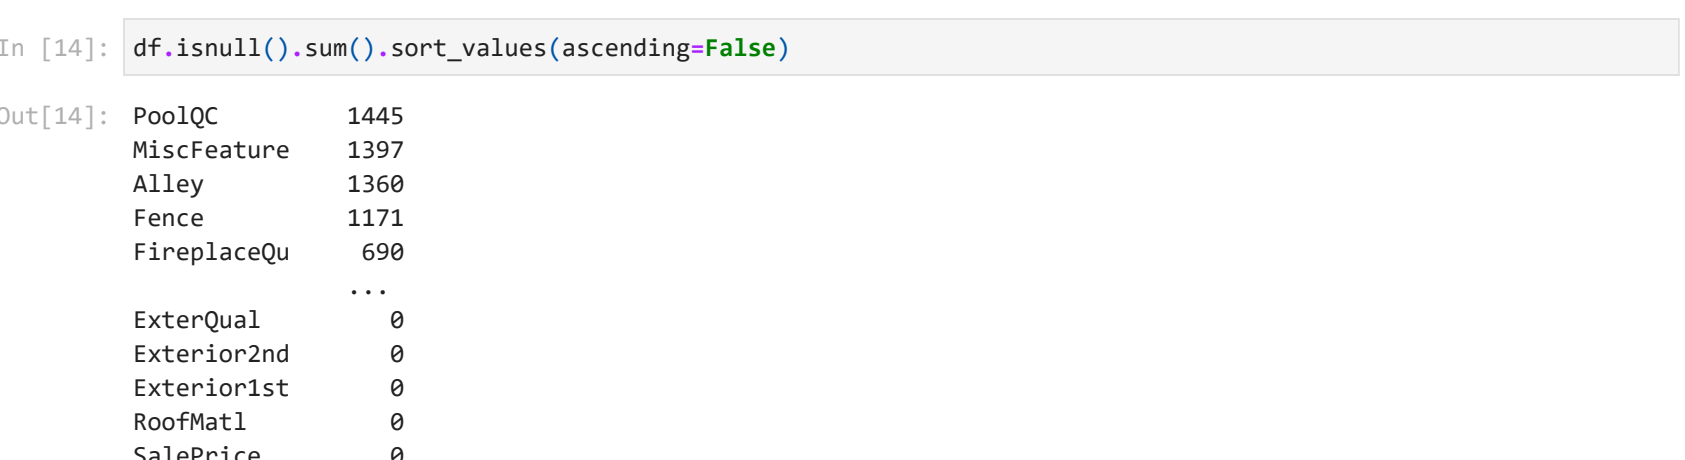 In [14]: df.isnull().sum().sort_values(ascending=False)
Out[14]: PoolQC 1445
MiscFeature 1397
Alley 1360
Fence 1171
FireplaceQu 690
...
ExterQual 0
Exterior2nd 0
Exterior1st 0
RoofMatl 0
SalePrice 0